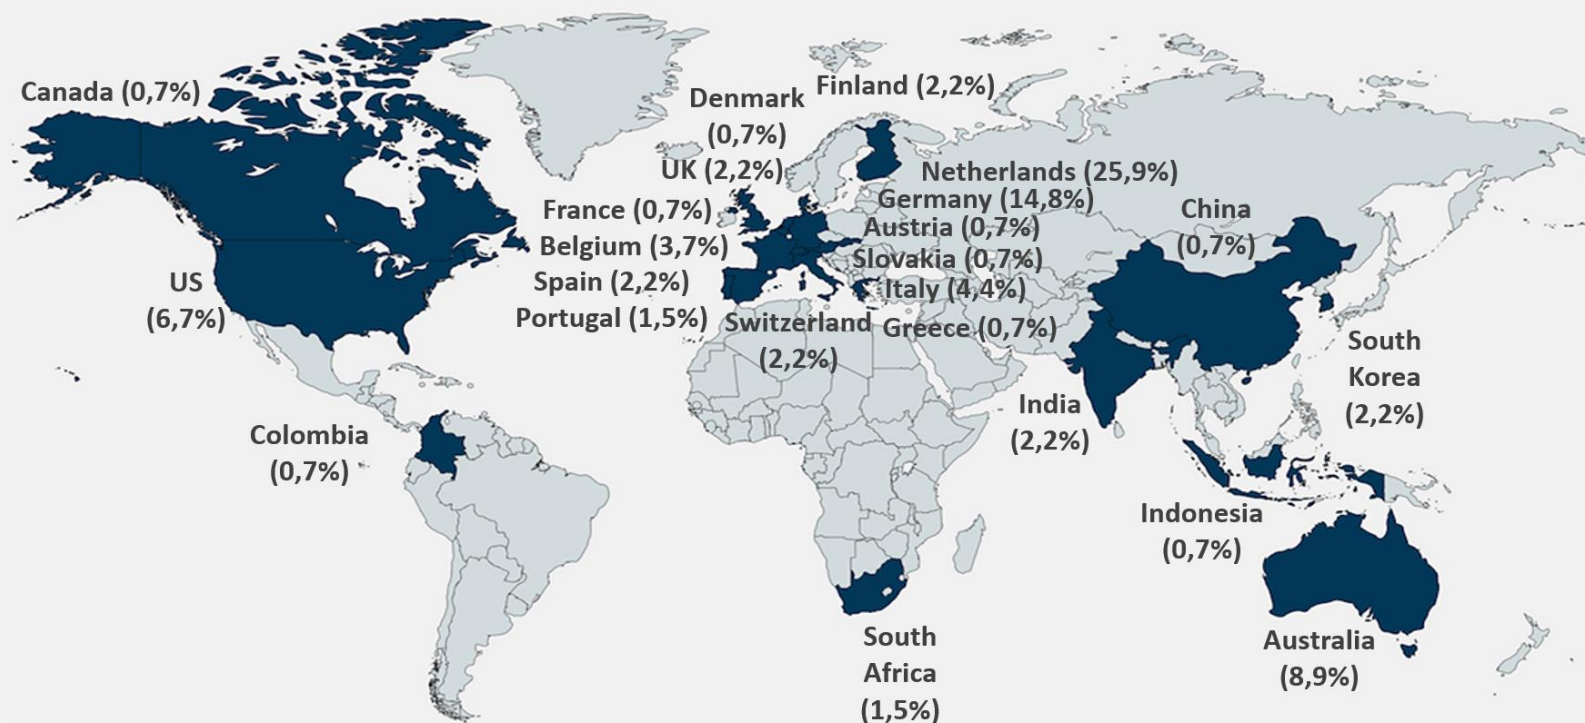 Canada (0,7%)
Finland (2,2%)
Denmark
(0,7%)
UK (2,2%)
Netherlands (25,9%)
Germany (14,8%)
France (0,7%)
Austria (0,7%)
China
(0,7%)
Belgium (3,7%)
Slovakia (0,7%)
US
(6,7%)
Spain (2,2%)
Italy (4,4%)
Portugal (1,5%)
Switzerland
(2,2%)
Greece (0,7%)
South
Korea
(2,2%)
India
(2,2%)
Colombia
(0,7%)
Indonesia
(0,7%)
South
Africa
(1,5%)
Australia
(8,9%)